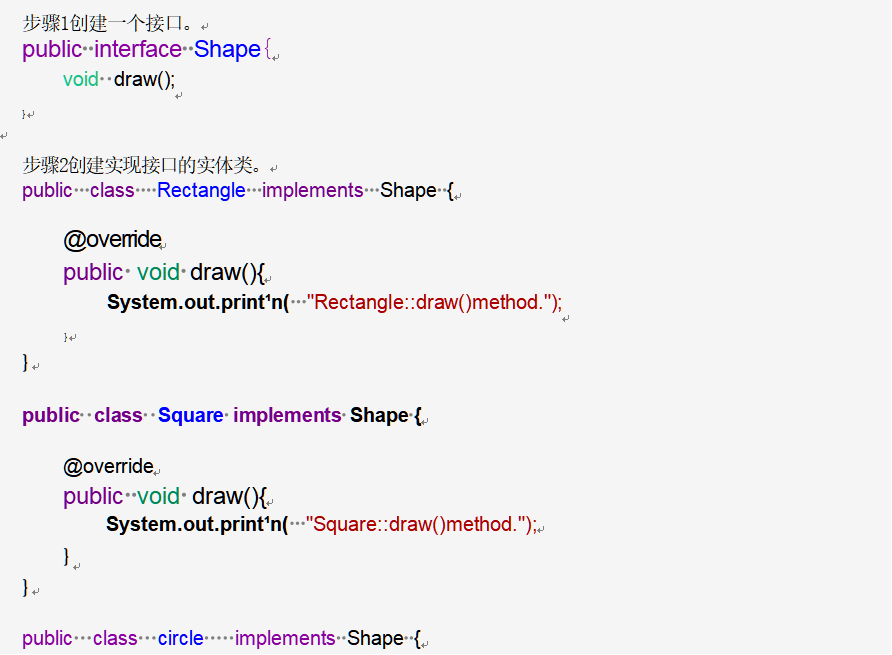 步骤1创建一个接口。
public interface Shape{
void draw();
}
步骤2创建实现接口的实体类。
public class Rectangle implements Shape {
@override
public void draw(){
System.out.print¹n( "Rectangle::draw()method.");
}
}
public class Square implements Shape {
@override
public void draw(){
System.out.print¹n( "Square::draw()method.");
}
}
public class circle implements Shape {